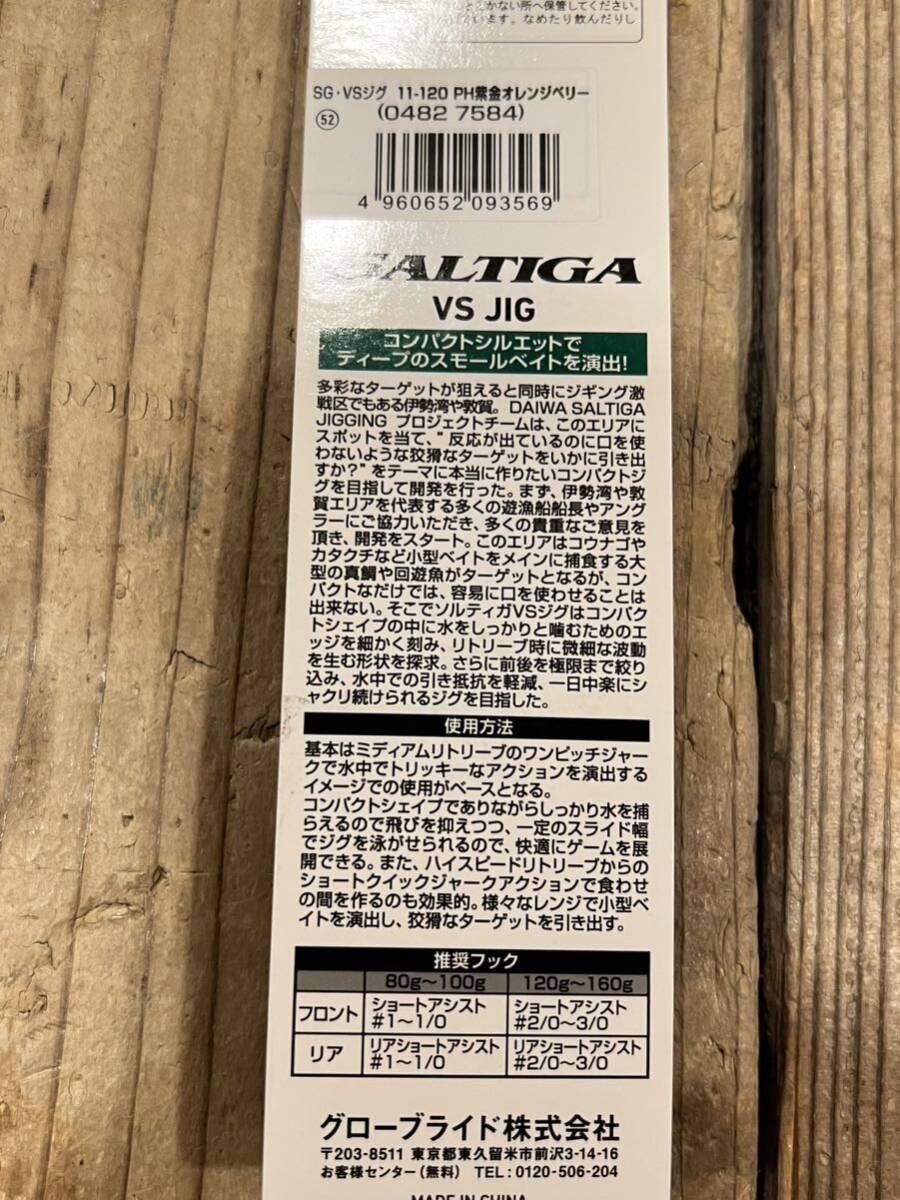 とかない所へ保管してください。
います。なめたり飲んだりし
SG・VSジグ 11-120 PH紫金オレンジベリー
52 (0482 7584)
4 960652 093569
SALTIGA
VS JIG
コンパクトシルエットで
ディープのスモールベイトを演出!
多彩なターゲットが狙えると同時にジギング激
戦区でもある伊勢湾や敦賀。DAIWA SALTIGA
JIGGING プロジェクトチームは、このエリアに
スポットを当て、“反応が出ているのに口を使
わないような狡猾なターゲットをいかに引き出
すか?”をテーマに本当に作りたいコンパクトジ
グを目指して開発を行った。まず、伊勢湾や敦
賀エリアを代表する多くの遊漁船船長やアング
ラーにご協力いただき、多くの貴重なご意見を
頂き、開発をスタート。このエリアはコウナゴや
カタクチなど小型ベイトをメインに捕食する大
型の真鯛や回遊魚がターゲットとなるが、コン
パクトなだけでは、容易に口を使わせることは
出来ない。そこでソルティガVSジグはコンパク
トシェイプの中に水をしっかりと噛むためのエ
ッジを細かく刻み、リトリーブ時に微細な波動
を生む形状を探求。さらに前後を極限まで絞り
込み、水中での引き抵抗を軽減、一日中楽にシ
ャクリ続けられるジグを目指した。
使用方法
基本はミディアムリトリーブのワンピッチジャー
クで水中でトリッキーなアクションを演出する
イメージでの使用がベースとなる。
コンパクトシェイプでありながらしっかり水を捕
らえるので飛びを抑えつつ、一定のスライド幅
でジグを泳がせられるので、快適にゲームを展
開できる。また、ハイスピードリトリーブからの
ショートクイックジャークアクションで食わせ
の間を作るのも効果的。様々なレンジで小型ベ
イトを演出し、狡猾なターゲットを引き出す。
推奨フック
80g～100g 120g～160g
フロント ショートアシスト #1～1/0 ショートアシスト #2/0～3/0
リア リアショートアシスト #1～1/0 リアショートアシスト #2/0～3/0
グローブライド株式会社
〒203-8511 東京都東久留米市前沢3-14-16
お客様センター(無料) TEL:0120-506-204
MADE IN CHINA